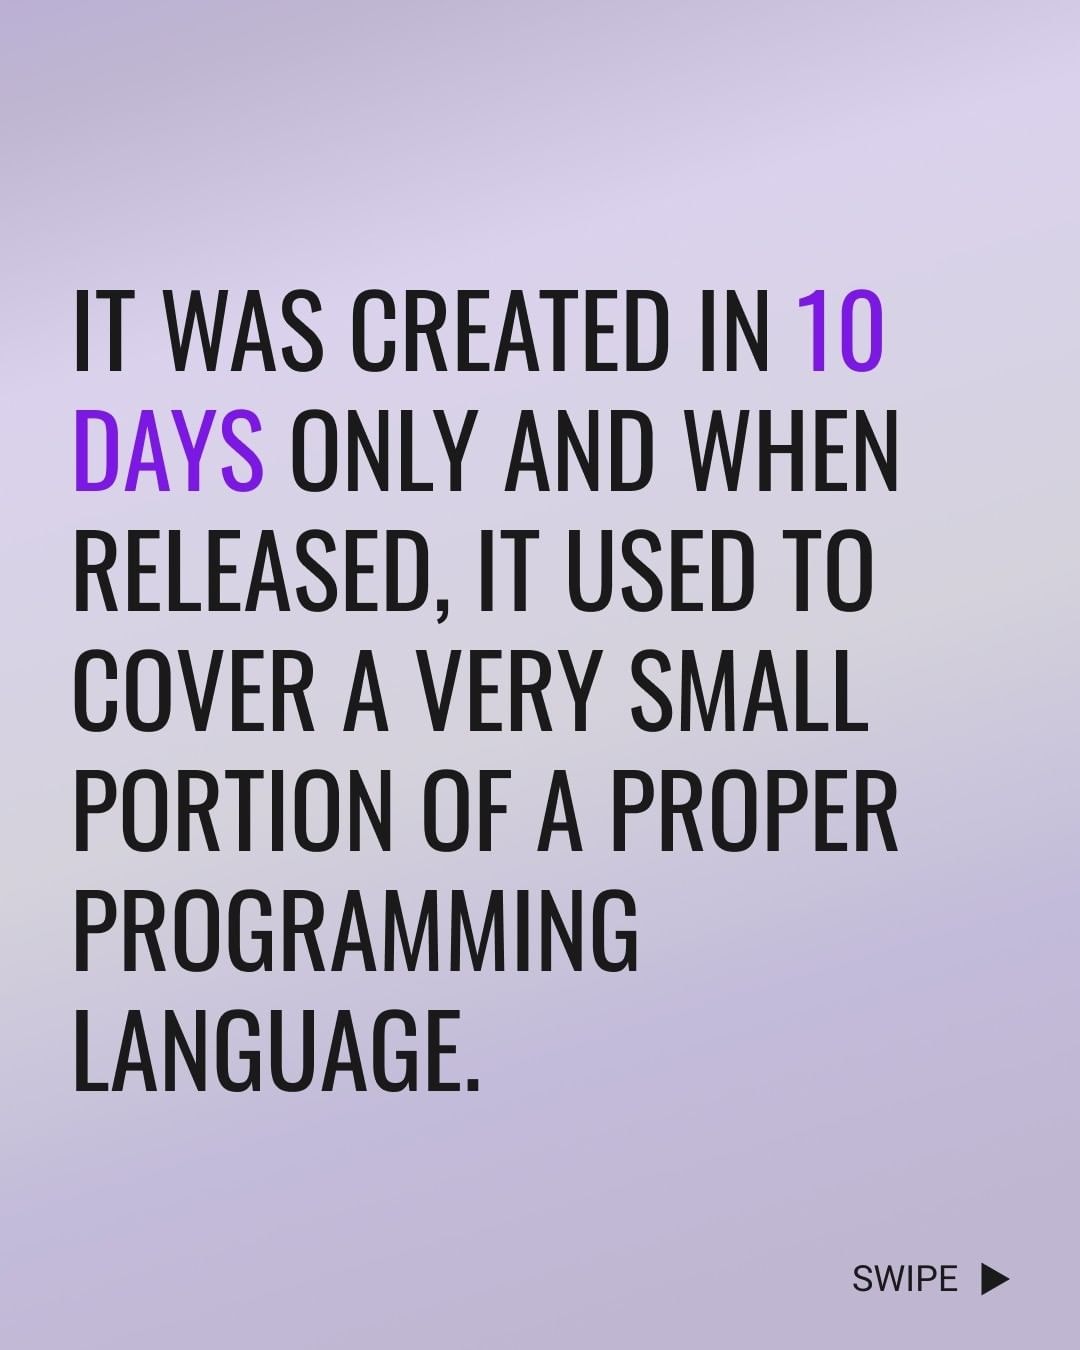 IT WAS CREATED IN 10
DAYS ONLY AND WHEN
RELEASED, IT USED TO
COVER A VERY SMALL
PORTION OF A PROPER
PROGRAMMING
LANGUAGE.
SWIPE